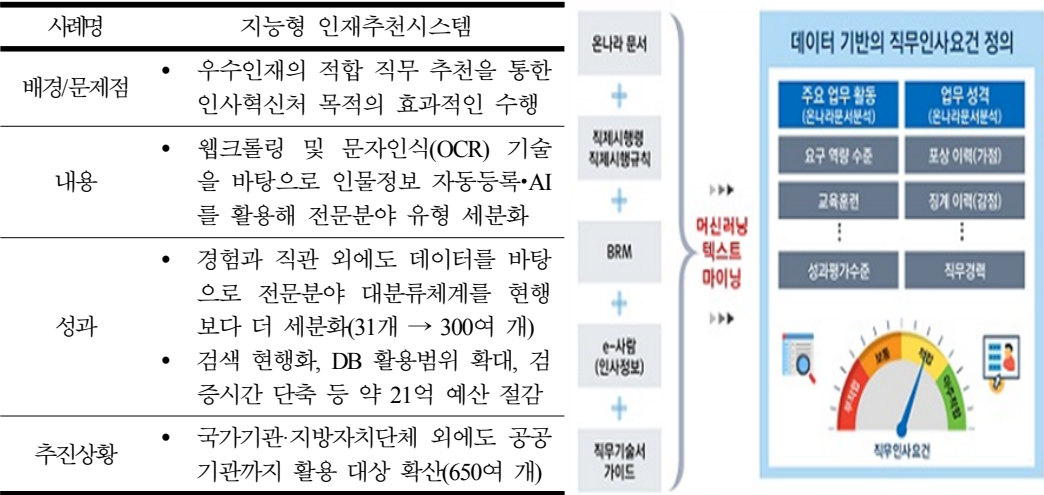 사례명 지능형 인재추천시스템
배경/문제점
• 우수인재의 적합 직무 추천을 통한
인사혁신처 목적의 효과적인 수행
내용
• 웹크롤링 및 문자인식(OCR) 기술
을 바탕으로 인물정보 자동등록•AI
를 활용해 전문분야 유형 세분화
성과
• 경험과 직관 외에도 데이터를 바탕
으로 전문분야 대분류체계를 현행
보다 더 세분화(31개 → 300여 개)
• 검색 현행화, DB 활용범위 확대, 검
증시간 단축 등 약 21억 예산 절감
추진상황
• 국가기관·지방자치단체 외에도 공공
기관까지 활용 대상 확산(650여 개)
온나라 문서
+
직제시행령
직제시행규칙
+
BRM
+
e-사람
(인사정보)
+
직무기술서
가이드
머신러닝
텍스트
마이닝
데이터 기반의 직무인사요건 정의
주요 업무 활동
(온나라문서분석)
요구 역량 수준
교육훈련
⋮
성과평가수준
업무 성격
(온나라문서분석)
포상 이력(가점)
징계 이력(감점)
⋮
직무경력
부적합
보통
적합
아주적합
직무인사요건